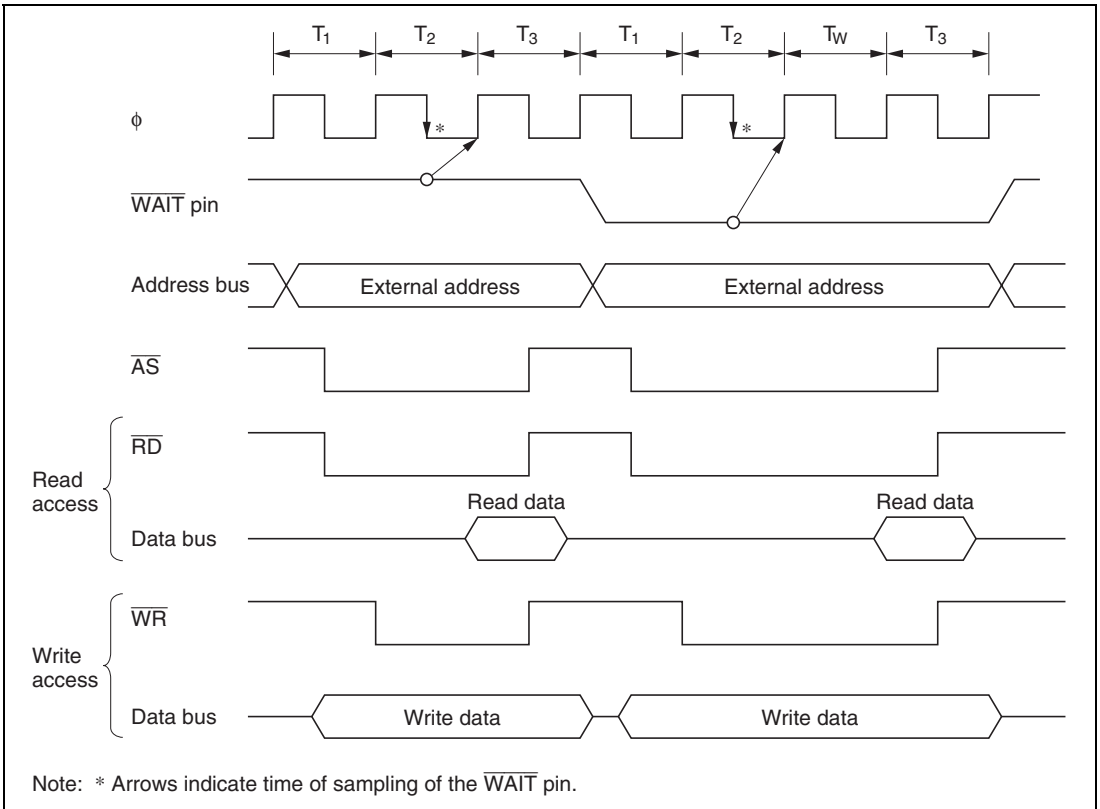 T1 T2 T3 T1 T2 TW T3
ϕ
*
*
WAIT pin
Address bus
External address
External address
AS
Read access
RD
Read data
Read data
Data bus
Write access
WR
Data bus
Write data
Write data
Note: * Arrows indicate time of sampling of the WAIT pin.